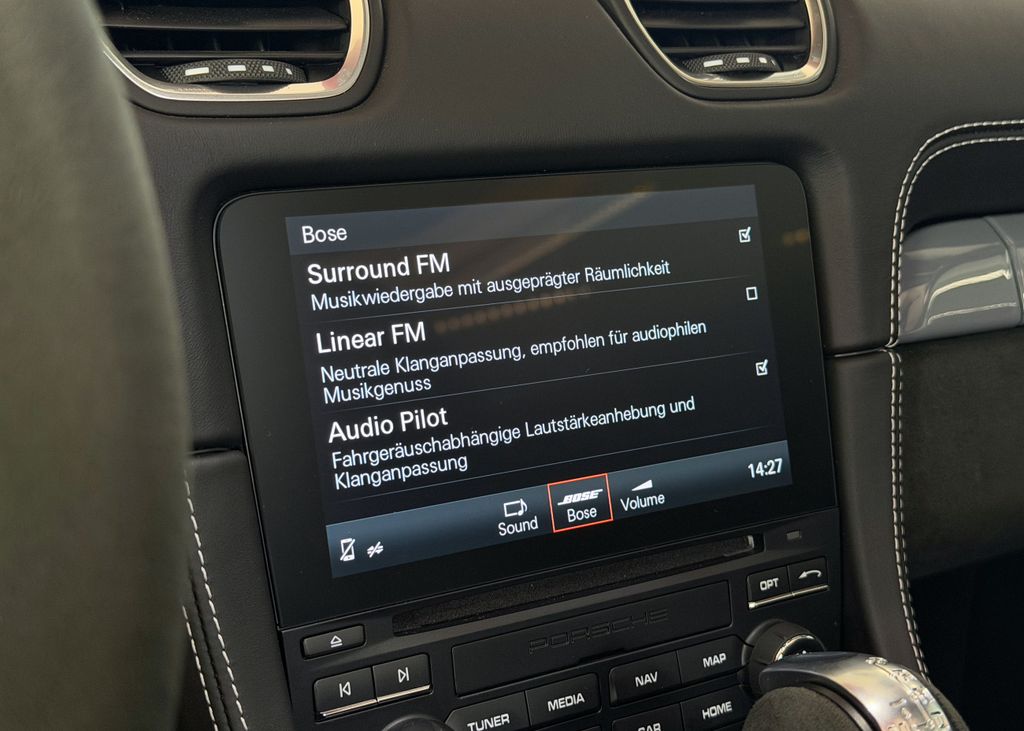 Bose
Surround FM
Musikwiedergabe mit ausgeprägter Räumlichkeit
Linear FM
Neutrale Klanganpassung, empfohlen für audiophilen
Musikgenuss
Audio Pilot
Fahrgeräuschabhängige Lautstärkeanhebung und
Klanganpassung
Sound
BOSE
Bose
Volume
14:27
OPT
PORSCHE
TUNER
MEDIA
NAV
MAP
CAR
HOME